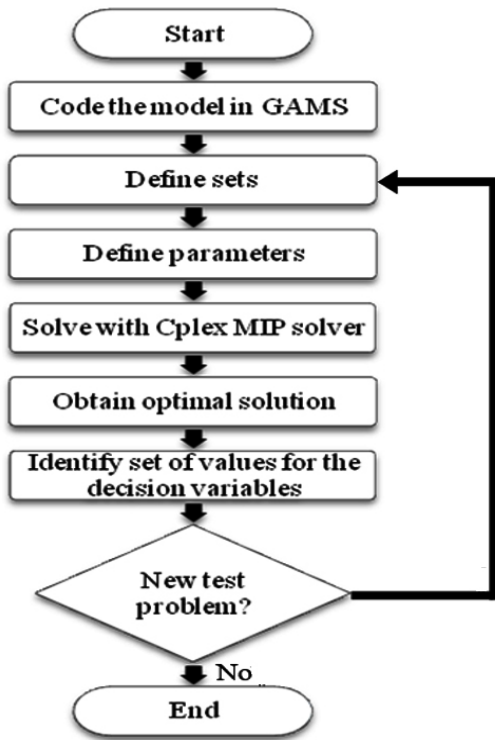 Start
Code the model in GAMS
Define sets
Define parameters
Solve with Cplex MIP solver
Obtain optimal solution
Identify set of values for the
decision variables
New test
problem?
No
End